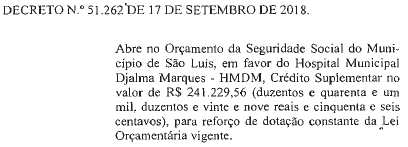 DECRETO N.º 51.262 DE 17 DE SETEMBRO DE 2018.
Abre no Orçamento da Seguridade Social do Muni-
cípio de São Luís, em favor do Hospital Municipal
Djalma Marques - HMDM, Crédito Suplementar no
valor de R$ 241.229,56 (duzentos e quarenta e um
mil, duzentos e vinte e nove reais e cinquenta e seis
centavos), para reforço de dotação constante da Lei
Orçamentária vigente.